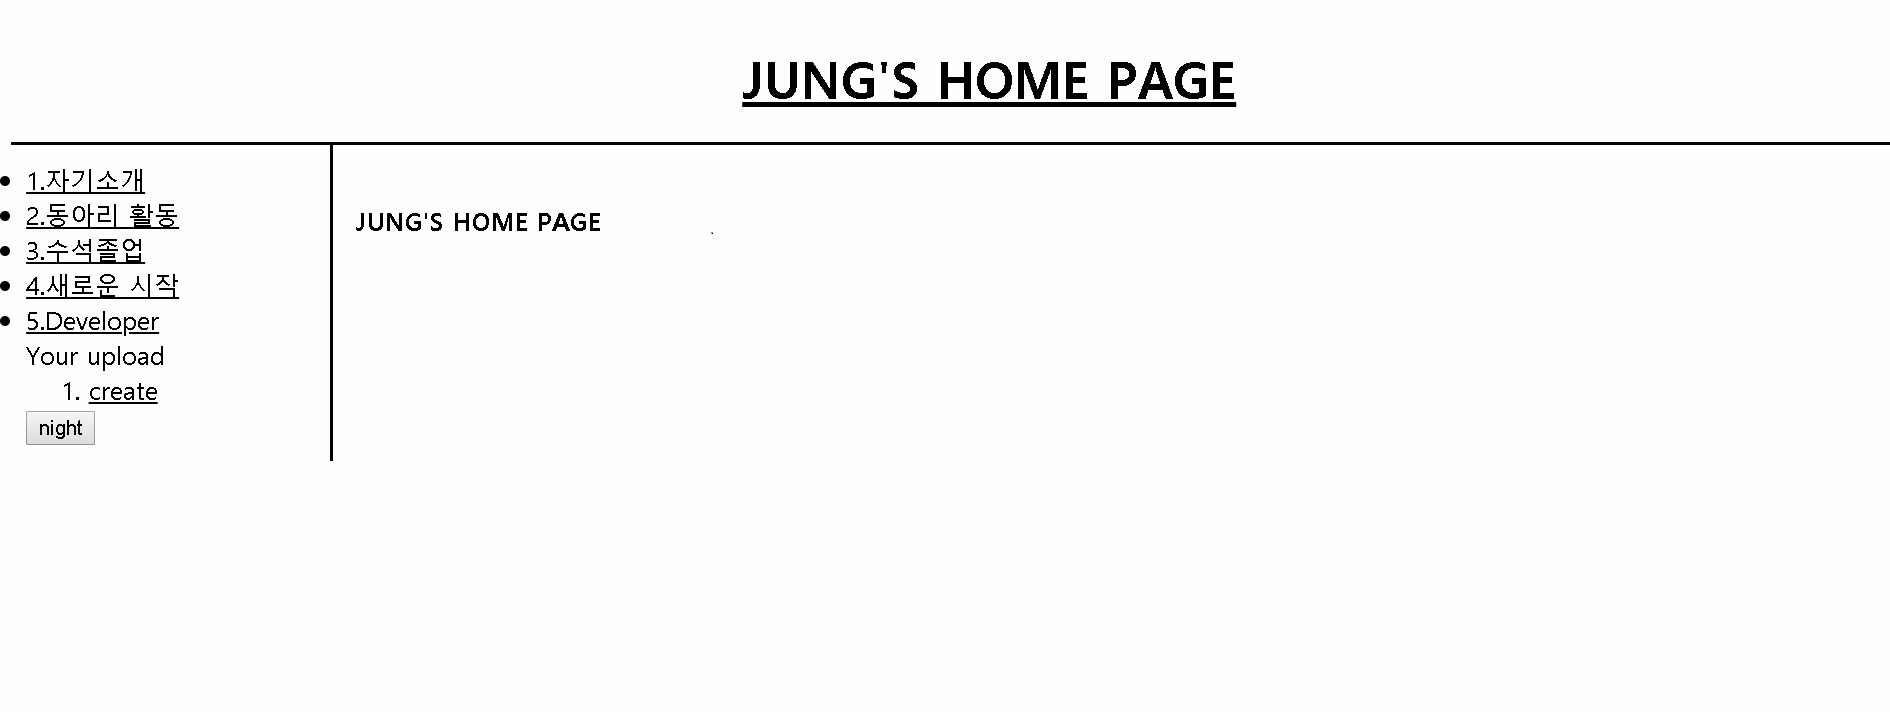 JUNG'S HOME PAGE
1.자기소개
2.동아리 활동
3.수석졸업
4.새로운 시작
5.Developer
Your upload
1. create
night
JUNG'S HOME PAGE